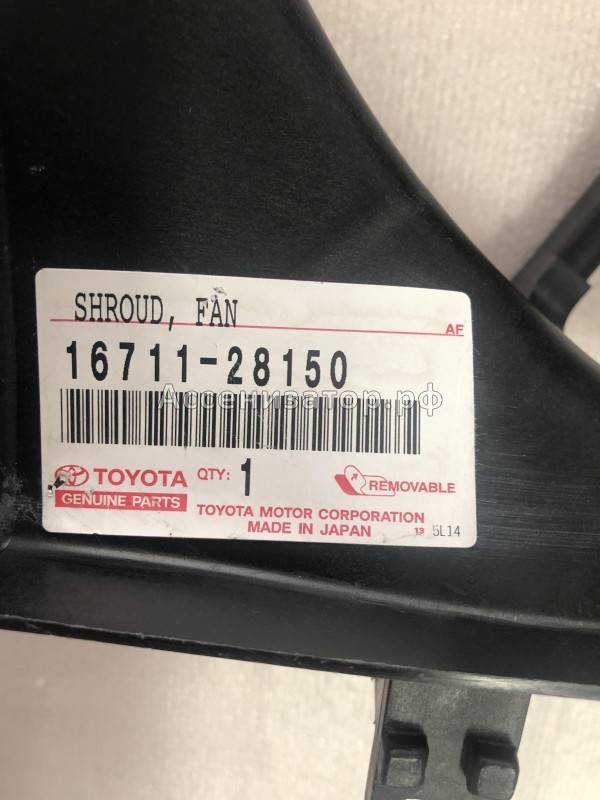 SHROUD, FAN
AF
16711-28150
Ассенизатор.рф
TOYOTA
GENUINE PARTS
QTY: 1
REMOVABLE
TOYOTA MOTOR CORPORATION
MADE IN JAPAN
13 5L14